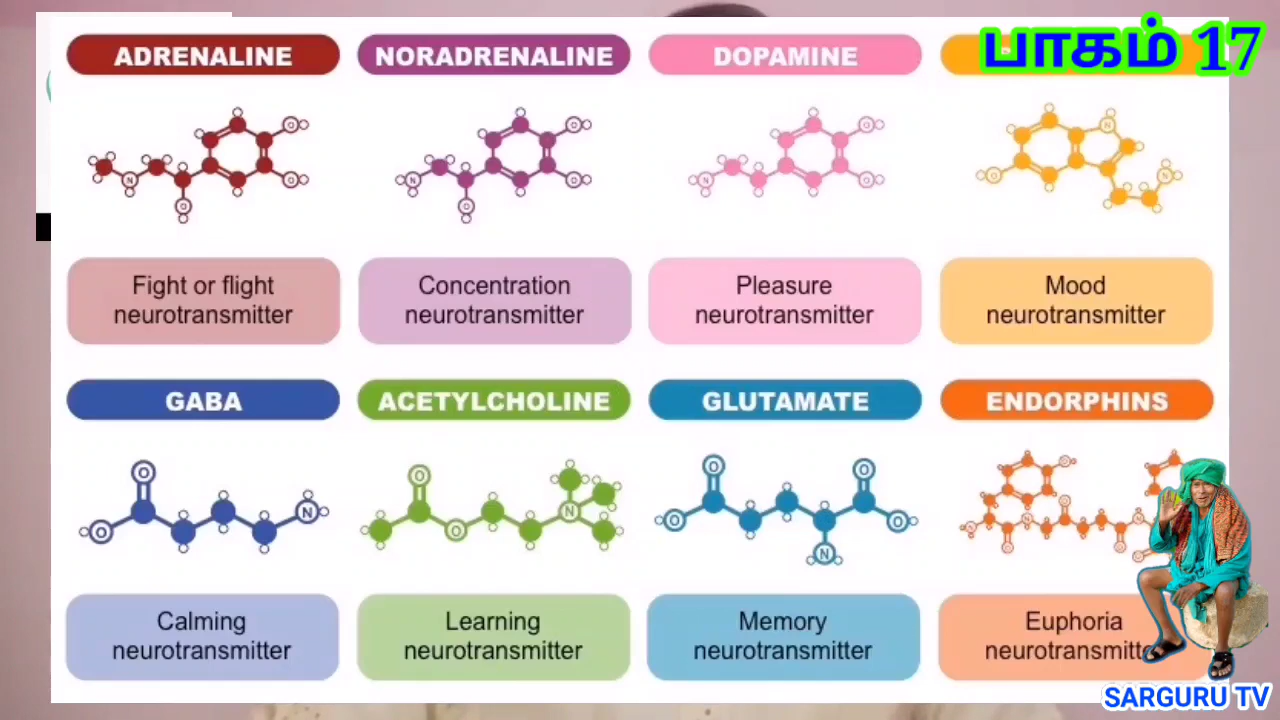 பாகம் 17
ADRENALINE
NORADRENALINE
DOPAMINE
Fight or flight
neurotransmitter
Concentration
neurotransmitter
Pleasure
neurotransmitter
Mood
neurotransmitter
GABA
ACETYLCHOLINE
GLUTAMATE
ENDORPHINS
Calming
neurotransmitter
Learning
neurotransmitter
Memory
neurotransmitter
Euphoria
SARGURU TV